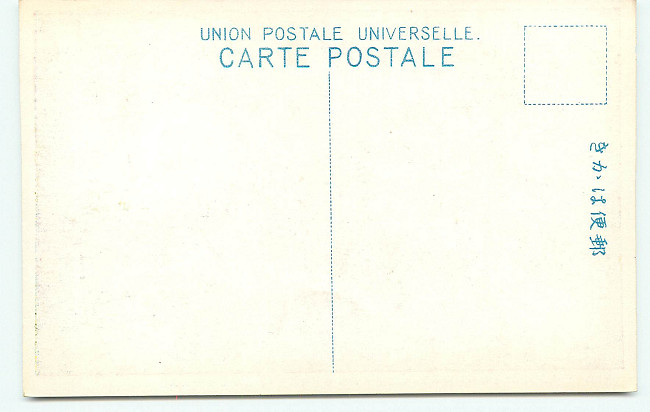 UNION POSTALE UNIVERSELLE.
CARTE POSTALE
きかは便郵